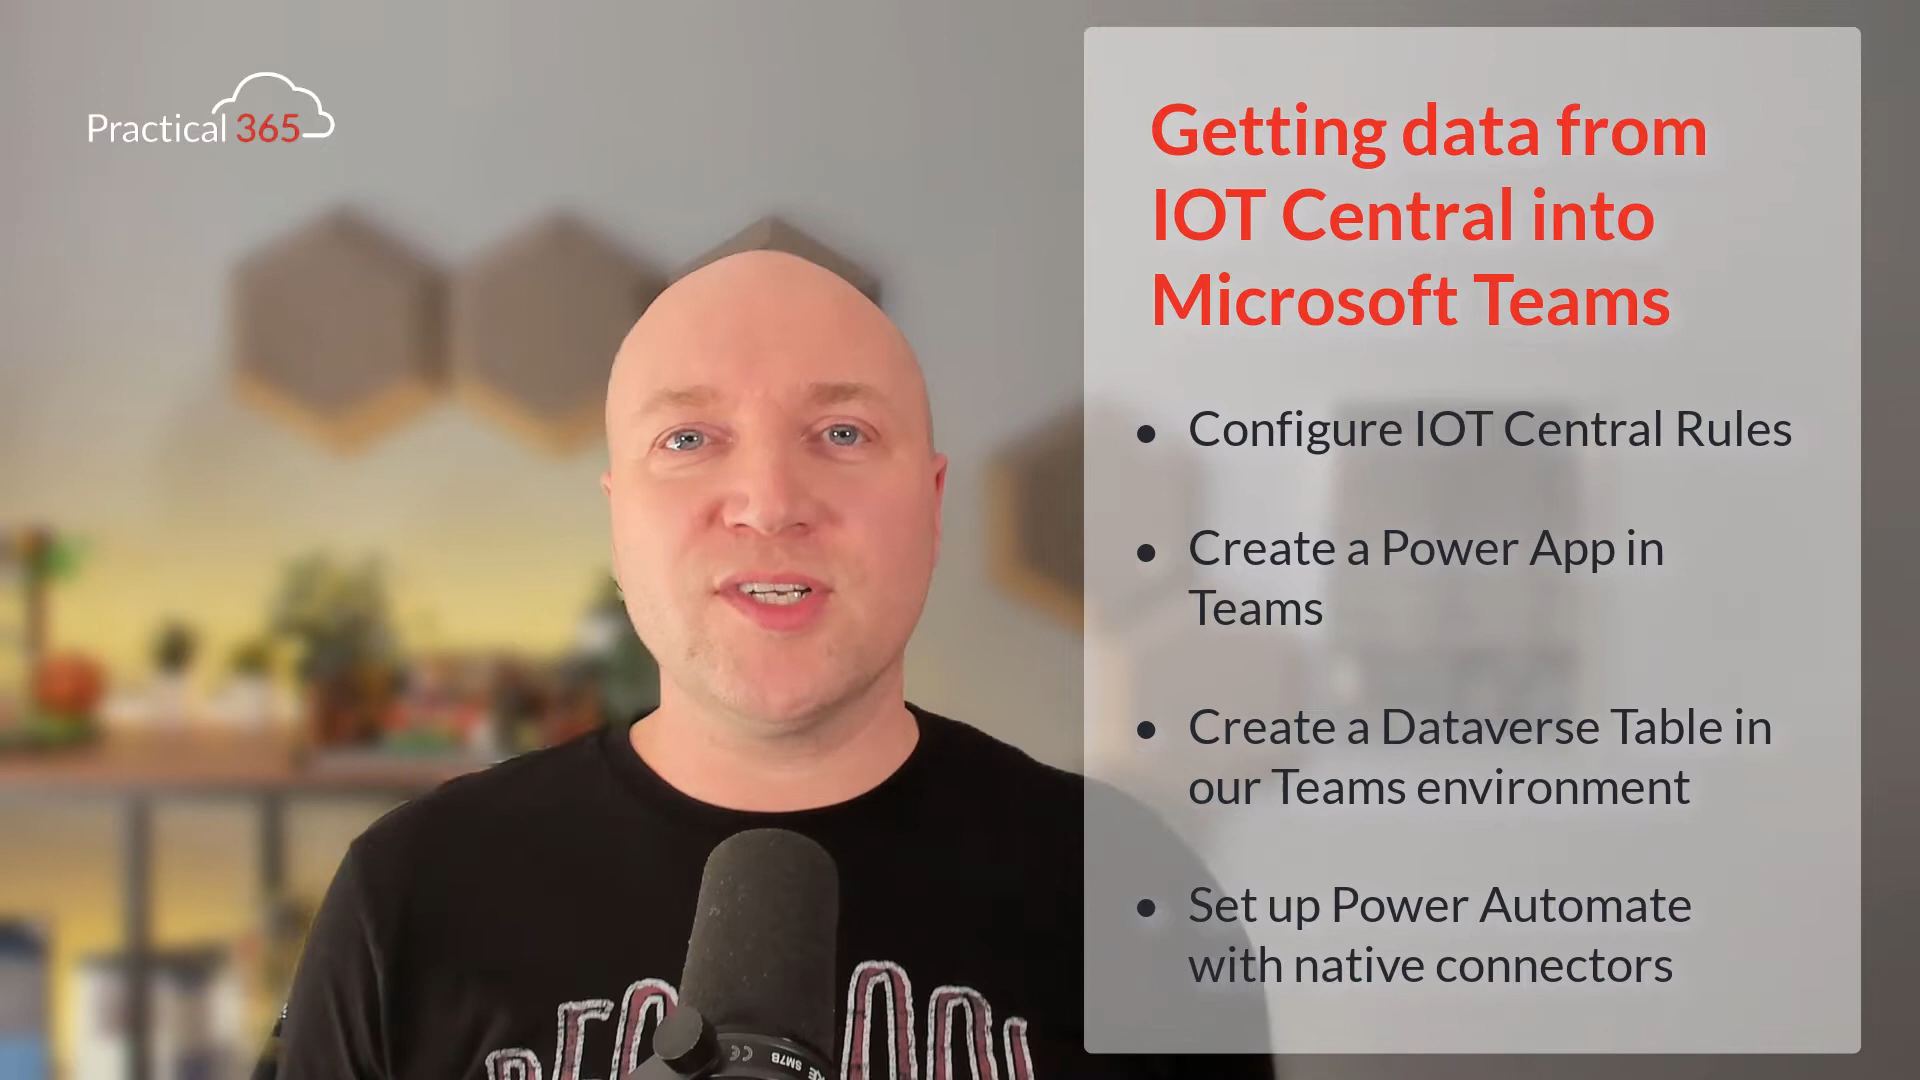 Practical 365
Getting data from
IOT Central into
Microsoft Teams
• Configure IOT Central Rules
• Create a Power App in
Teams
• Create a Dataverse Table in
our Teams environment
• Set up Power Automate
with native connectors
SM7B